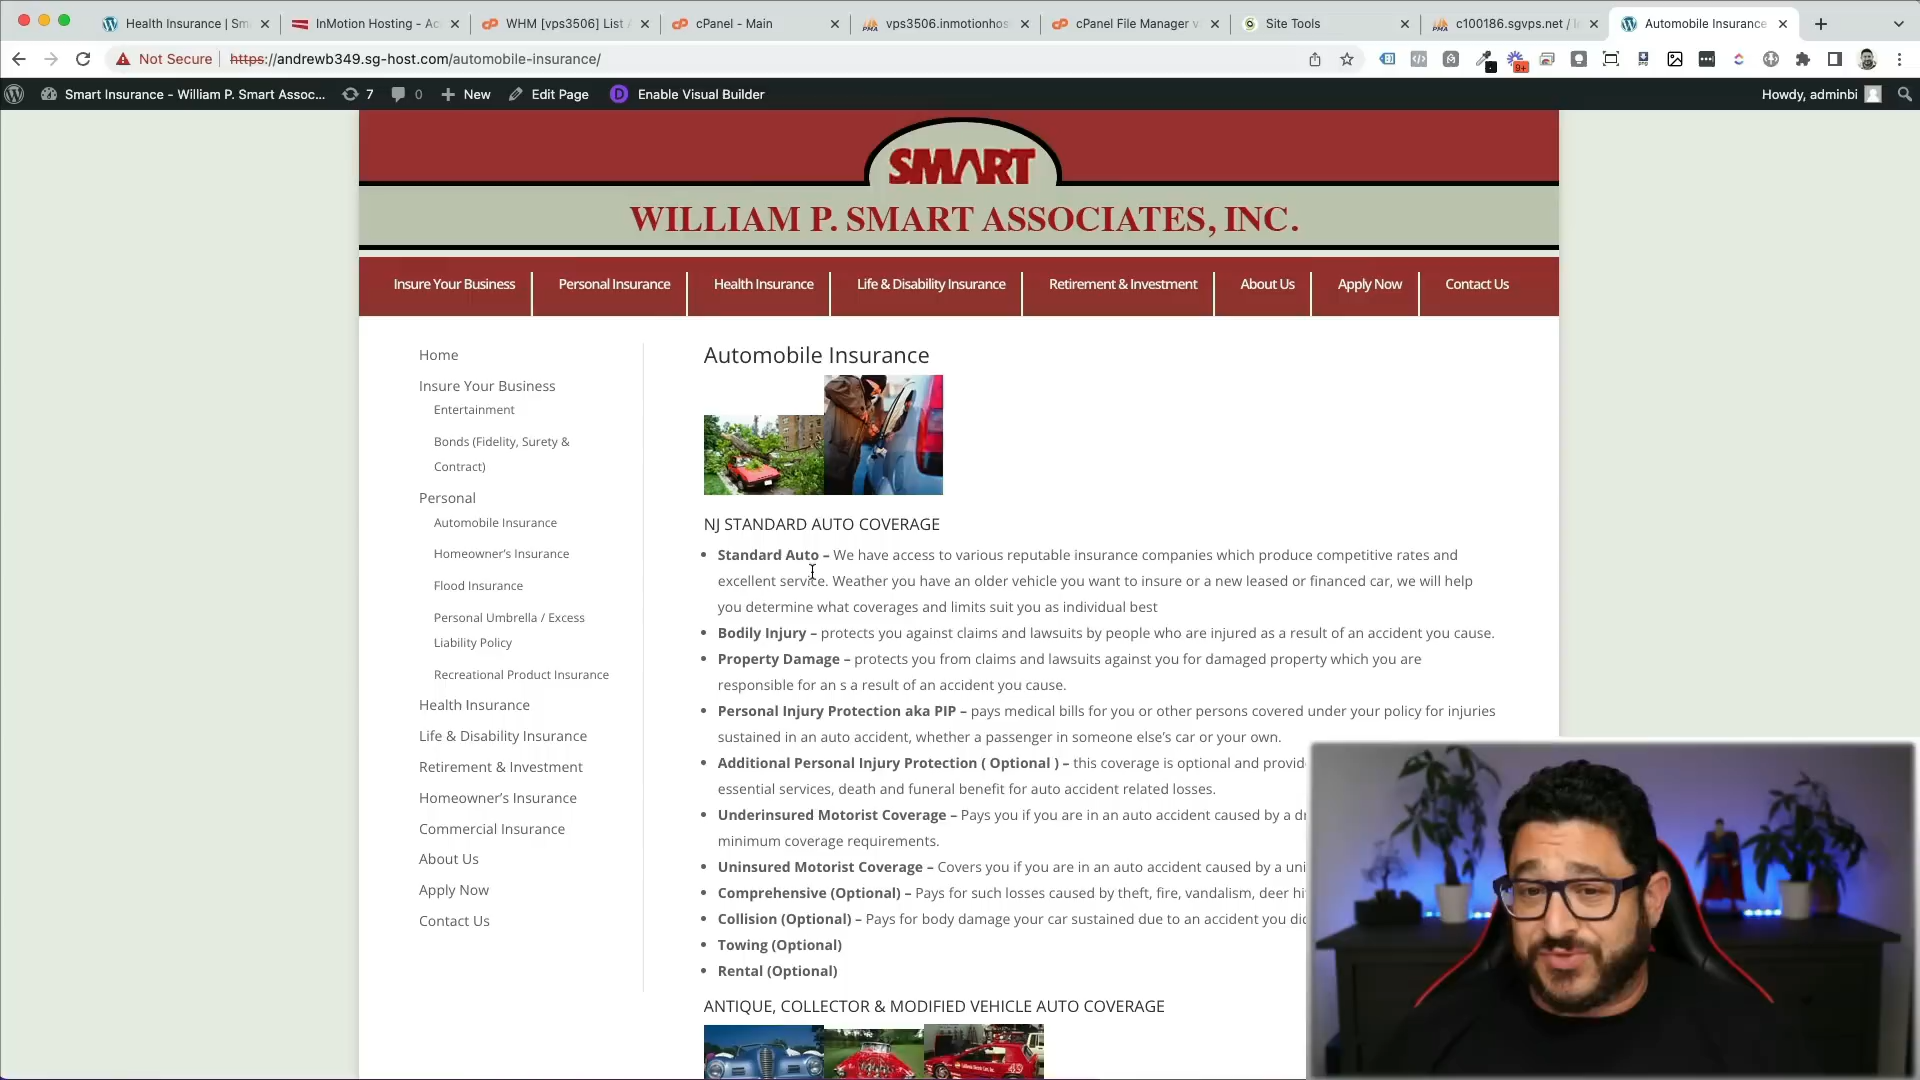 Health Insurance | Sm
InMotion Hosting - Ac
WHM [vps3506] List A
cPanel - Main
vps3506.inmotionhos
cPanel File Manager v
Site Tools
c100186.sgvps.net / l
Automobile Insurance
Not Secure
https://andrewb349.sg-host.com/automobile-insurance/
9+
Smart Insurance - William P. Smart Assoc...
7
0
New
Edit Page
D
Enable Visual Builder
Howdy, adminbi
SMART
WILLIAM P. SMART ASSOCIATES, INC.
Insure Your Business
Personal Insurance
Health Insurance
Life & Disability Insurance
Retirement & Investment
About Us
Apply Now
Contact Us
Home
Insure Your Business
Entertainment
Bonds (Fidelity, Surety &
Contract)
Personal
Automobile Insurance
Homeowner’s Insurance
Flood Insurance
Personal Umbrella / Excess
Liability Policy
Recreational Product Insurance
Health Insurance
Life & Disability Insurance
Retirement & Investment
Homeowner’s Insurance
Commercial Insurance
About Us
Apply Now
Contact Us
Automobile Insurance
NJ STANDARD AUTO COVERAGE
Standard Auto – We have access to various reputable insurance companies which produce competitive rates and
excellent service. Weather you have an older vehicle you want to insure or a new leased or financed car, we will help
you determine what coverages and limits suit you as individual best
Bodily Injury – protects you against claims and lawsuits by people who are injured as a result of an accident you cause.
Property Damage – protects you from claims and lawsuits against you for damaged property which you are
responsible for an s a result of an accident you cause.
Personal Injury Protection aka PIP – pays medical bills for you or other persons covered under your policy for injuries
sustained in an auto accident, whether a passenger in someone else’s car or your own.
Additional Personal Injury Protection ( Optional ) – this coverage is optional and provid
essential services, death and funeral benefit for auto accident related losses.
Underinsured Motorist Coverage – Pays you if you are in an auto accident caused by a dr
minimum coverage requirements.
Uninsured Motorist Coverage – Covers you if you are in an auto accident caused by a uni
Comprehensive (Optional) – Pays for such losses caused by theft, fire, vandalism, deer hi
Collision (Optional) – Pays for body damage your car sustained due to an accident you di
Towing (Optional)
Rental (Optional)
ANTIQUE, COLLECTOR & MODIFIED VEHICLE AUTO COVERAGE